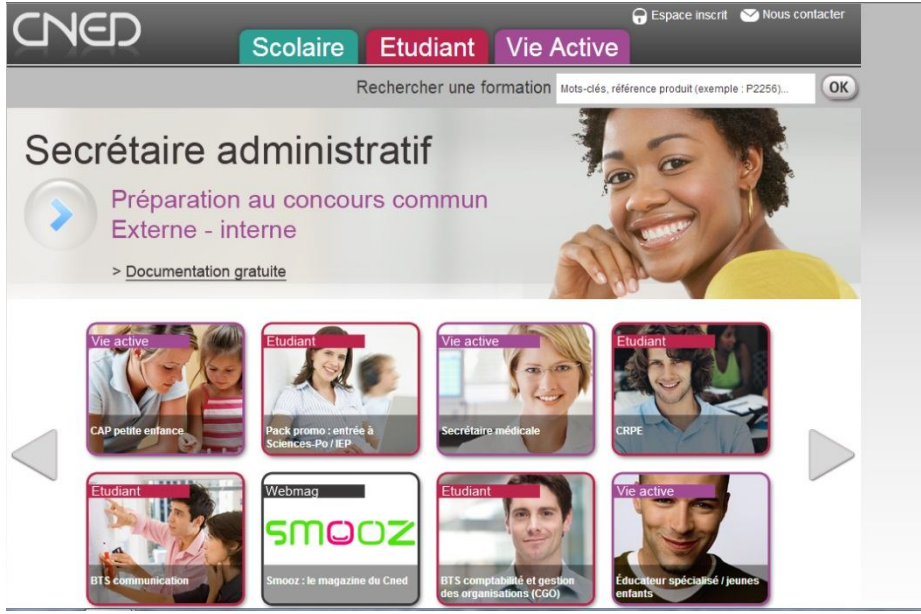 CNED
Espace inscrit
Nous contacter
Scolaire
Etudiant
Vie Active
Rechercher une formation
Mots-clés, référence produit (exemple : P2256)...
OK
Secrétaire administratif
Préparation au concours commun
Externe - interne
> Documentation gratuite
Vie active
CAP petite enfance
Etudiant
Pack promo : entrée à
Sciences-Po / IEP
Vie active
Secrétaire médicale
Etudiant
CRPE
Etudiant
BTS communication
Webmag
smooz
Smooz : le magazine du Cned
Etudiant
BTS comptabilité et gestion
des organisations (CGO)
Vie active
Éducateur spécialisé / jeunes
enfants